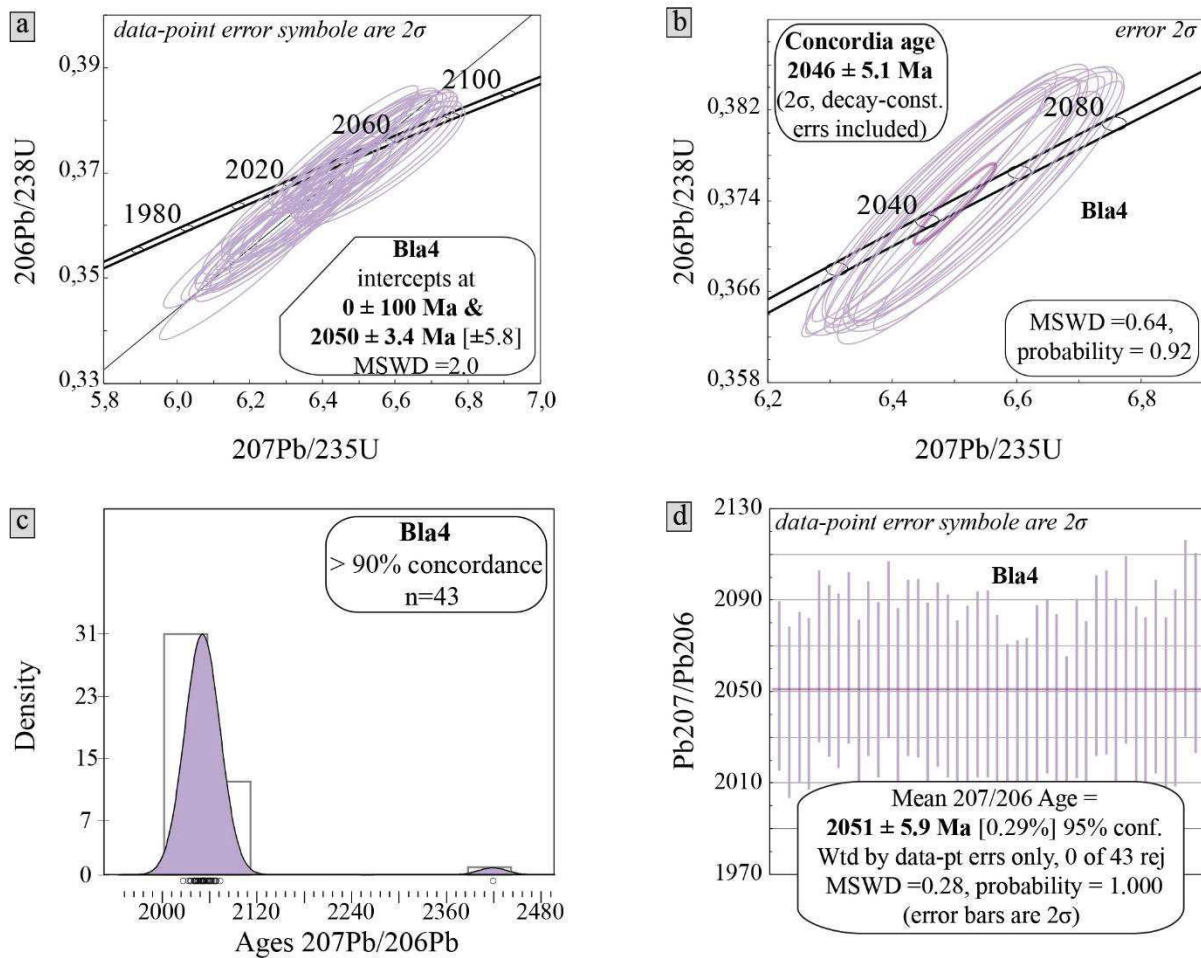 a
data-point error symbole are 2σ
0,39
0,37
0,35
0,33
206Pb/238U
1980
2020
2060
2100
Bla4
intercepts at
0 ± 100 Ma &
2050 ± 3.4 Ma [±5.8]
MSWD =2.0
5,8
6,0
6,2
6,4
6,6
6,8
7,0
207Pb/235U
b
error 2σ
Concordia age
2046 ± 5.1 Ma
(2σ, decay-const.
errs included)
0,382
0,374
0,366
0,358
206Pb/238U
2040
2080
Bla4
MSWD =0.64,
probability = 0.92
6,2
6,4
6,6
6,8
207Pb/235U
c
Bla4
> 90% concordance
n=43
31
23
15
7
0
Density
2000
2120
2240
2360
2480
Ages 207Pb/206Pb
d
data-point error symbole are 2σ
Bla4
2130
2090
2050
2010
1970
Pb207/Pb206
Mean 207/206 Age =
2051 ± 5.9 Ma [0.29%] 95% conf.
Wtd by data-pt errs only, 0 of 43 rej
MSWD =0.28, probability = 1.000
(error bars are 2σ)